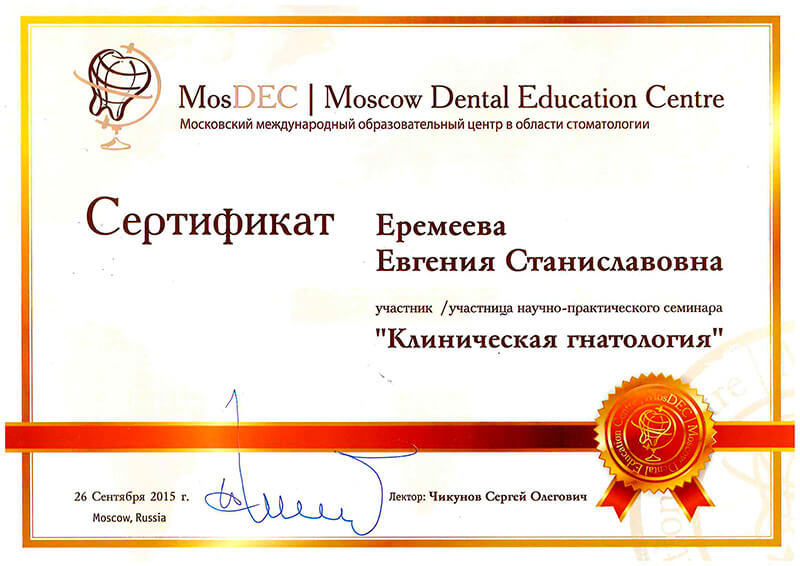 MosDEC | Moscow Dental Education Centre
Московский международный образовательный центр в области стоматологии
Сертификат
Еремеева
Евгения Станиславовна
участник /участница научно-практического семинара
"Клиническая гнатология"
MosDEC | Moscow Dental Education Centre
26 Сентября 2015 г.
Moscow, Russia
Лектор: Чикунов Сергей Олегович